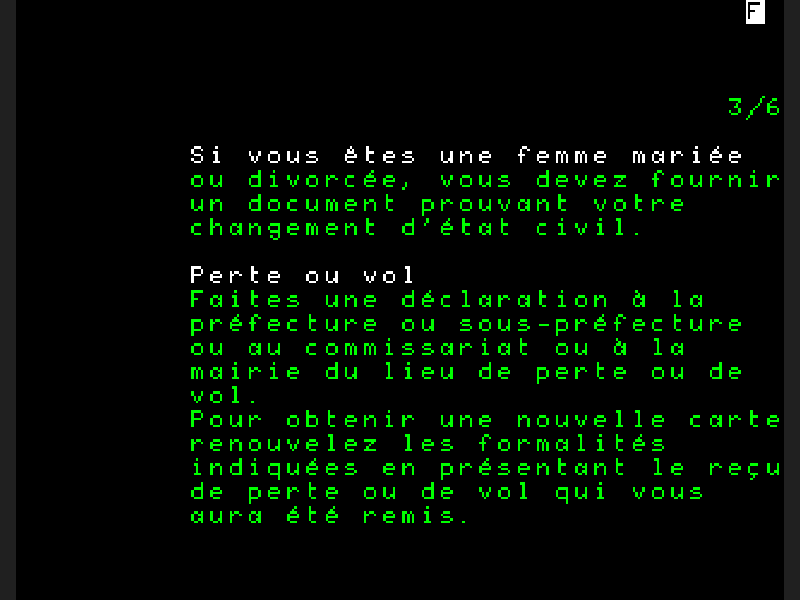 F
3/6
Si vous êtes une femme mariée
ou divorcée, vous devez fournir
un document prouvant votre
changement d'état civil.
Perte ou vol
Faites une déclaration à la
préfecture ou sous-préfecture
ou au commissariat ou à la
mairie du lieu de perte ou de
vol.
Pour obtenir une nouvelle carte
renouvelez les formalités
indiquées en présentant le reçu
de perte ou de vol qui vous
aura été remis.